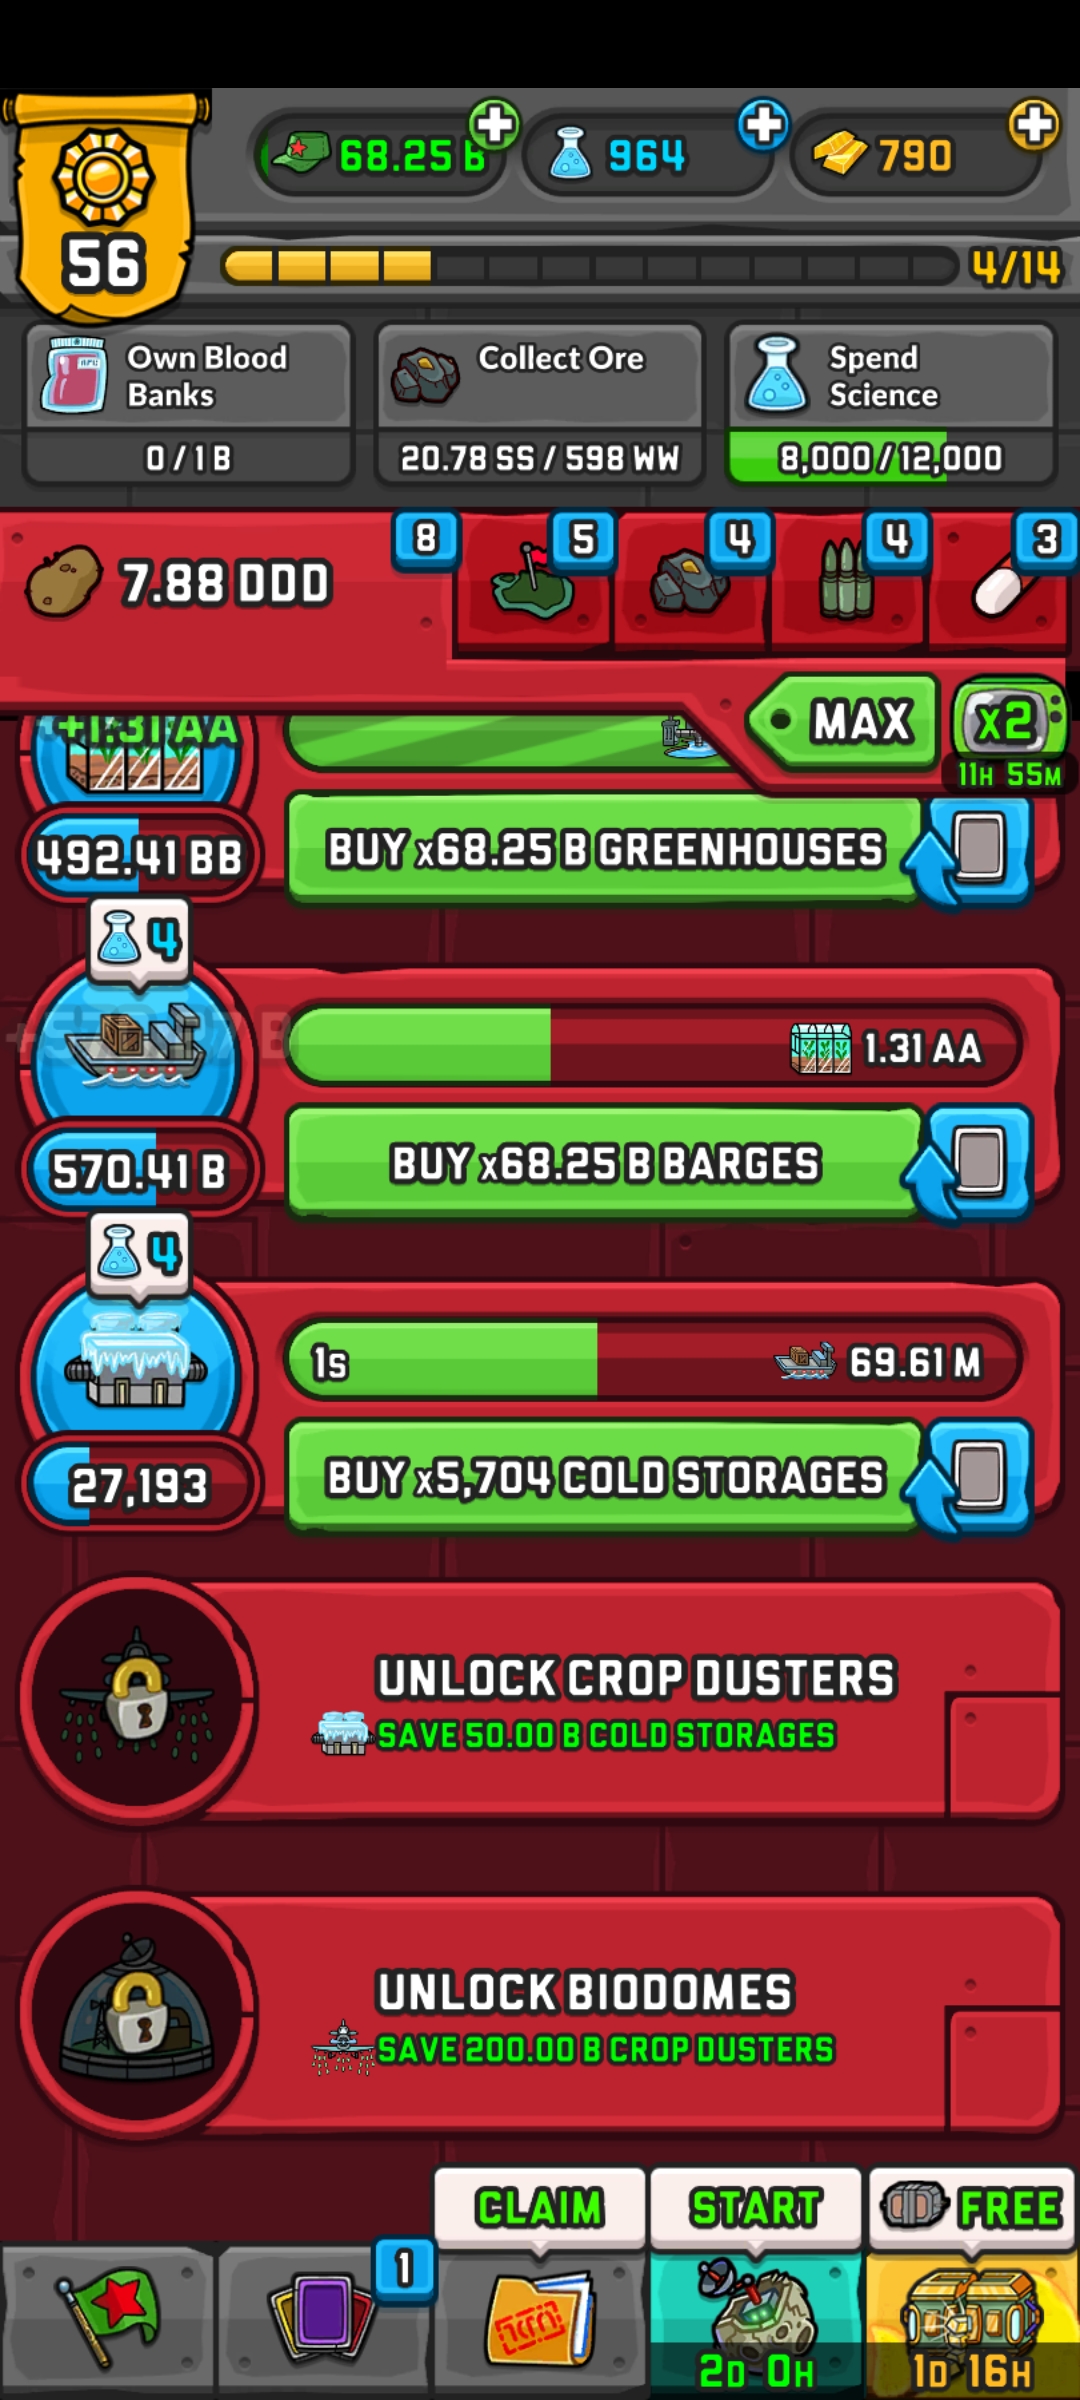 68.25 B
964
790
56
4/14
Own Blood
Banks
0 / 1 B
Collect Ore
20.78 SS / 598 WW
Spend
Science
8,000 / 12,000
7.88 DDD
8
5
4
4
3
MAX
x2
11H 55M
+1.31 AA
492.41 BB
BUY x68.25 B GREENHOUSES
4
1.31 AA
570.41 B
BUY x68.25 B BARGES
4
1s
69.61 M
27,193
BUY x5,704 COLD STORAGES
UNLOCK CROP DUSTERS
SAVE 50.00 B COLD STORAGES
UNLOCK BIODOMES
SAVE 200.00 B CROP DUSTERS
CLAIM
START
FREE
1
2D 0H
1D 16H